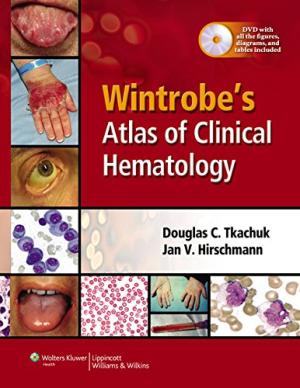 DVD with
all the figures,
diagrams, and
tables included
Wintrobe's
Atlas of Clinical
Hematology
Douglas C. Tkachuk
Jan V. Hirschmann
Wolters Kluwer
Health
Lippincott
Williams & Wilkins